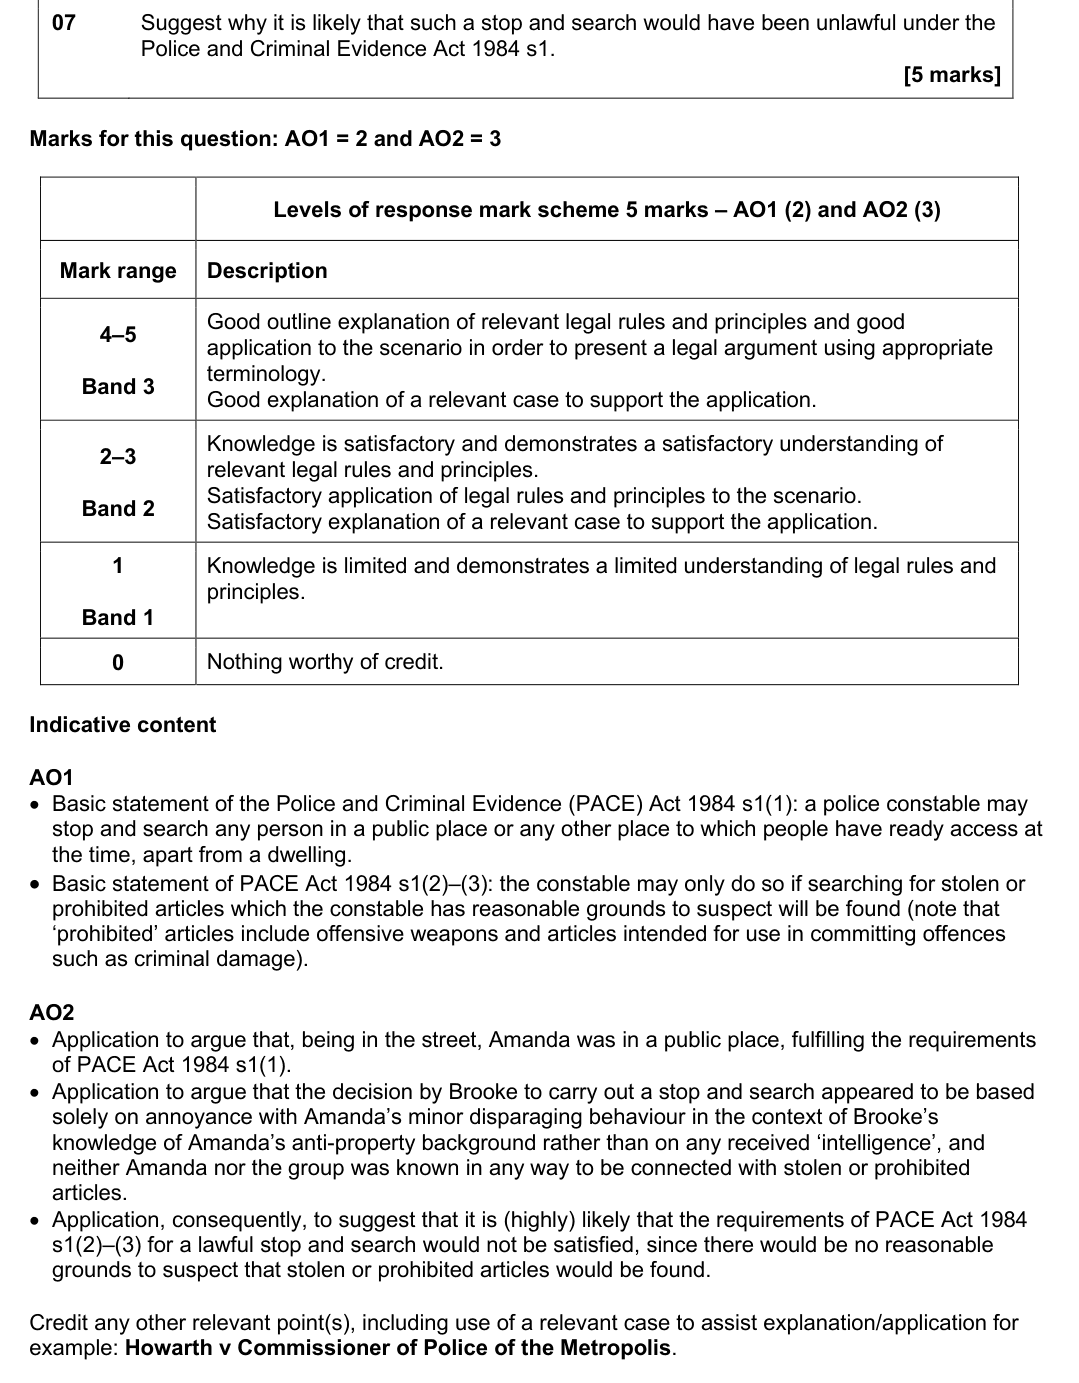 07 Suggest why it is likely that such a stop and search would have been unlawful under the
Police and Criminal Evidence Act 1984 s1.
[5 marks]
Marks for this question: AO1 = 2 and AO2 = 3
Levels of response mark scheme 5 marks – AO1 (2) and AO2 (3)
Mark range Description
4–5
Band 3
Good outline explanation of relevant legal rules and principles and good
application to the scenario in order to present a legal argument using appropriate
terminology.
Good explanation of a relevant case to support the application.
2–3
Band 2
Knowledge is satisfactory and demonstrates a satisfactory understanding of
relevant legal rules and principles.
Satisfactory application of legal rules and principles to the scenario.
Satisfactory explanation of a relevant case to support the application.
1
Band 1
Knowledge is limited and demonstrates a limited understanding of legal rules and
principles.
0 Nothing worthy of credit.
Indicative content
AO1
• Basic statement of the Police and Criminal Evidence (PACE) Act 1984 s1(1): a police constable may
stop and search any person in a public place or any other place to which people have ready access at
the time, apart from a dwelling.
• Basic statement of PACE Act 1984 s1(2)–(3): the constable may only do so if searching for stolen or
prohibited articles which the constable has reasonable grounds to suspect will be found (note that
‘prohibited’ articles include offensive weapons and articles intended for use in committing offences
such as criminal damage).
AO2
• Application to argue that, being in the street, Amanda was in a public place, fulfilling the requirements
of PACE Act 1984 s1(1).
• Application to argue that the decision by Brooke to carry out a stop and search appeared to be based
solely on annoyance with Amanda’s minor disparaging behaviour in the context of Brooke’s
knowledge of Amanda’s anti-property background rather than on any received ‘intelligence’, and
neither Amanda nor the group was known in any way to be connected with stolen or prohibited
articles.
• Application, consequently, to suggest that it is (highly) likely that the requirements of PACE Act 1984
s1(2)–(3) for a lawful stop and search would not be satisfied, since there would be no reasonable
grounds to suspect that stolen or prohibited articles would be found.
Credit any other relevant point(s), including use of a relevant case to assist explanation/application for
example: Howarth v Commissioner of Police of the Metropolis.